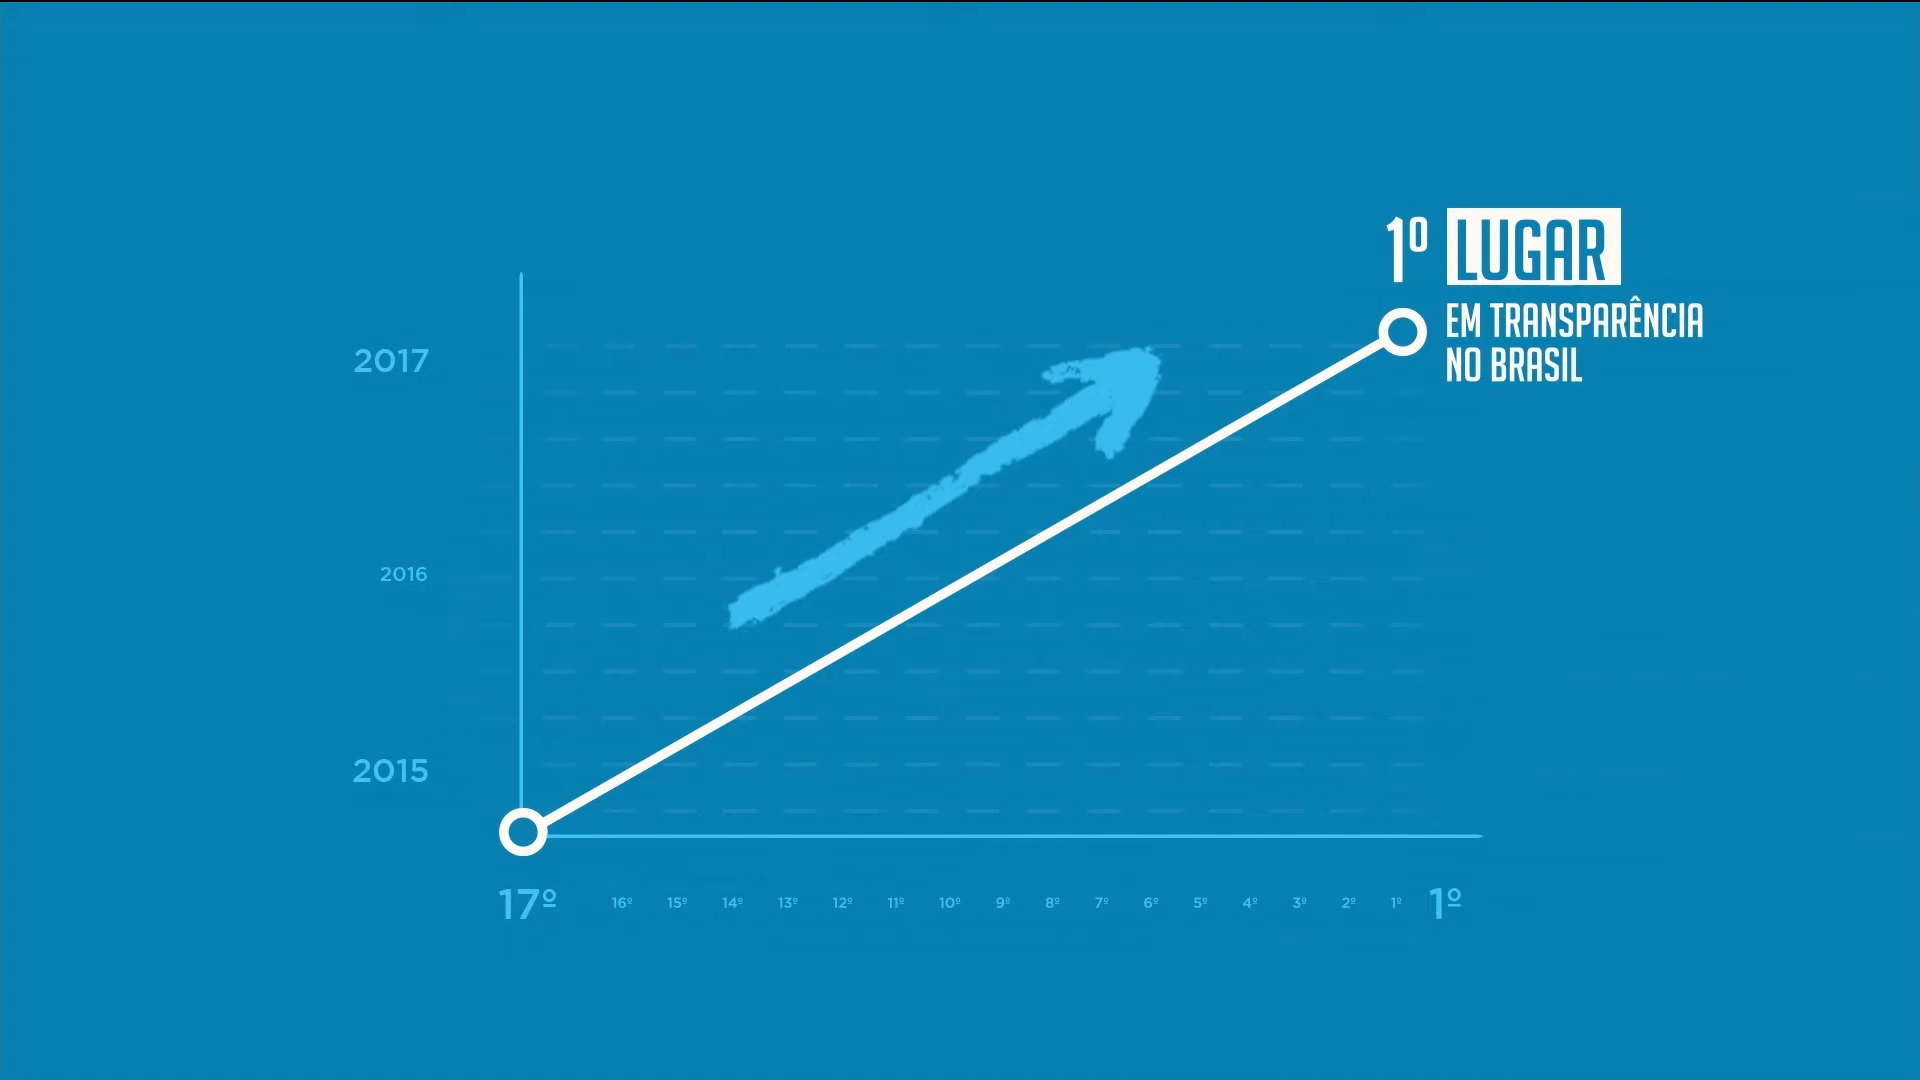 1º LUGAR
EM TRANSPARÊNCIA
NO BRASIL
2017
2016
2015
17º 16º 15º 14º 13º 12º 11º 10º 9º 8º 7º 6º 5º 4º 3º 2º 1º 1º